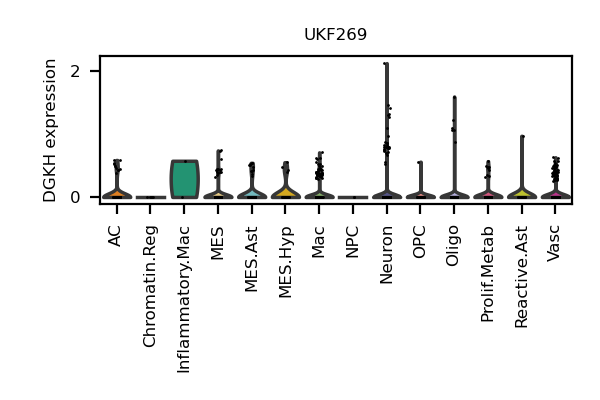 UKF269
DGKH expression
2
0
AC
Chromatin.Reg
Inflammatory.Mac
MES
MES.Ast
MES.Hyp
Mac
NPC
Neuron
OPC
Oligo
Prolif.Metab
Reactive.Ast
Vasc